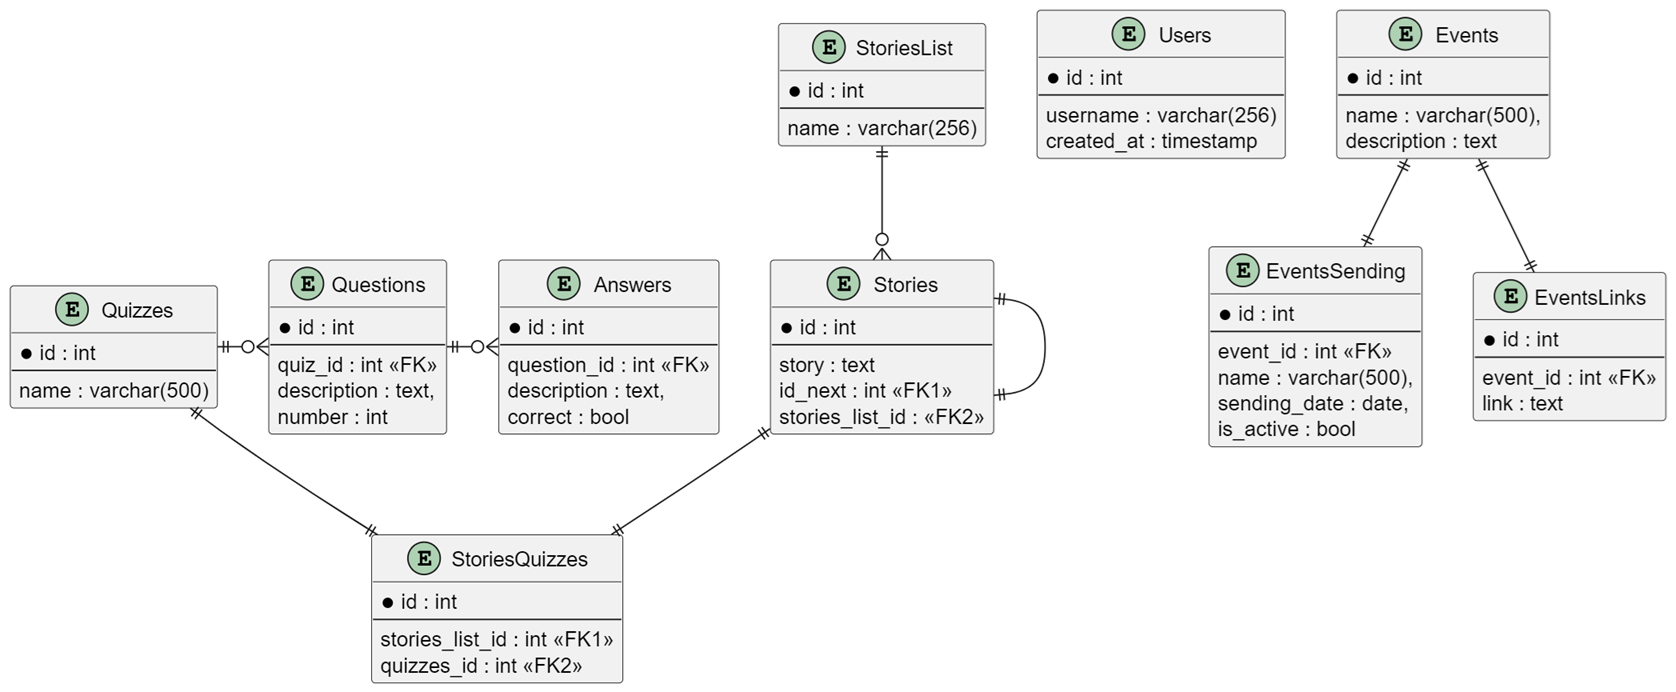 E StoriesList
id : int
name : varchar(256)
E Users
id : int
username : varchar(256)
created_at : timestamp
E Events
id : int
name : varchar(500),
description : text
E Quizzes
id : int
name : varchar(500)
E Questions
id : int
quiz_id : int «FK»
description : text,
number : int
E Answers
id : int
question_id : int «FK»
description : text,
correct : bool
E Stories
id : int
story : text
id_next : int «FK1»
stories_list_id : «FK2»
E EventsSending
id : int
event_id : int «FK»
name : varchar(500),
sending_date : date,
is_active : bool
E EventsLinks
id : int
event_id : int «FK»
link : text
E StoriesQuizzes
id : int
stories_list_id : int «FK1»
quizzes_id : int «FK2»